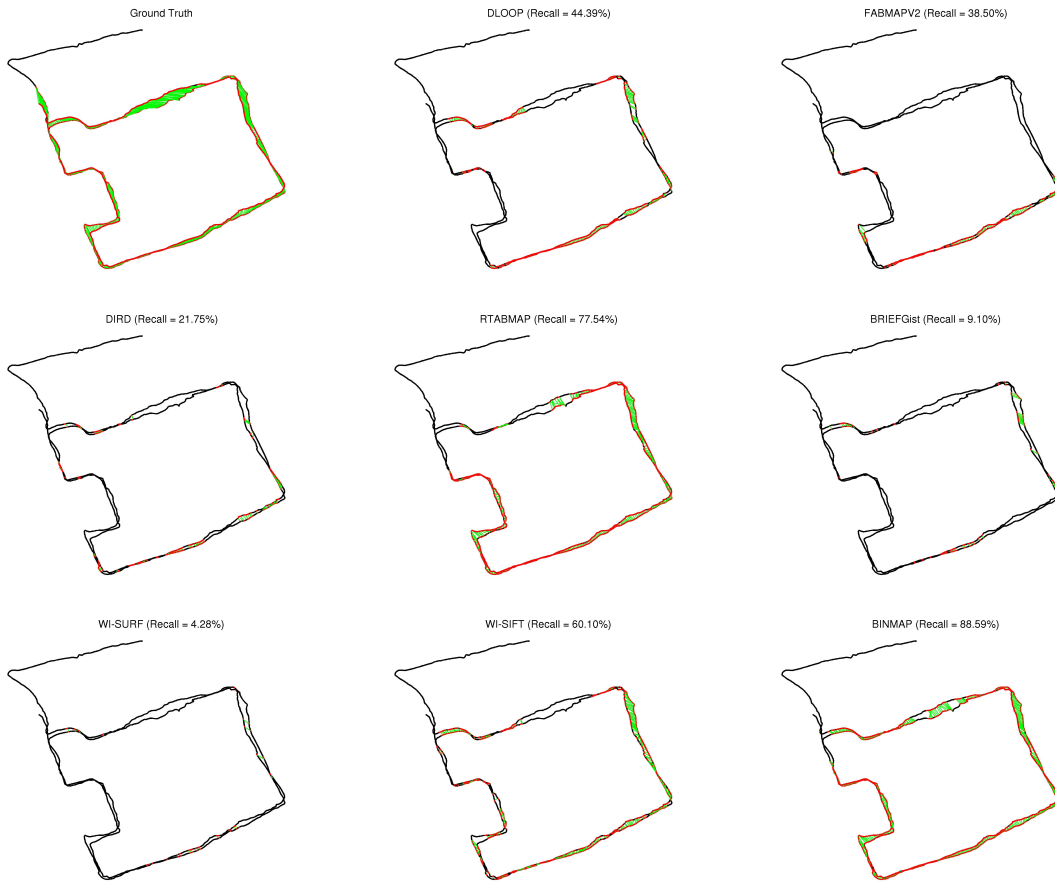 Ground Truth
DLOOP (Recall = 44.39%)
FABMAPV2 (Recall = 38.50%)
DIRD (Recall = 21.75%)
RTABMAP (Recall = 77.54%)
BRIEFGist (Recall = 9.10%)
WI-SURF (Recall = 4.28%)
WI-SIFT (Recall = 60.10%)
BINMAP (Recall = 88.59%)